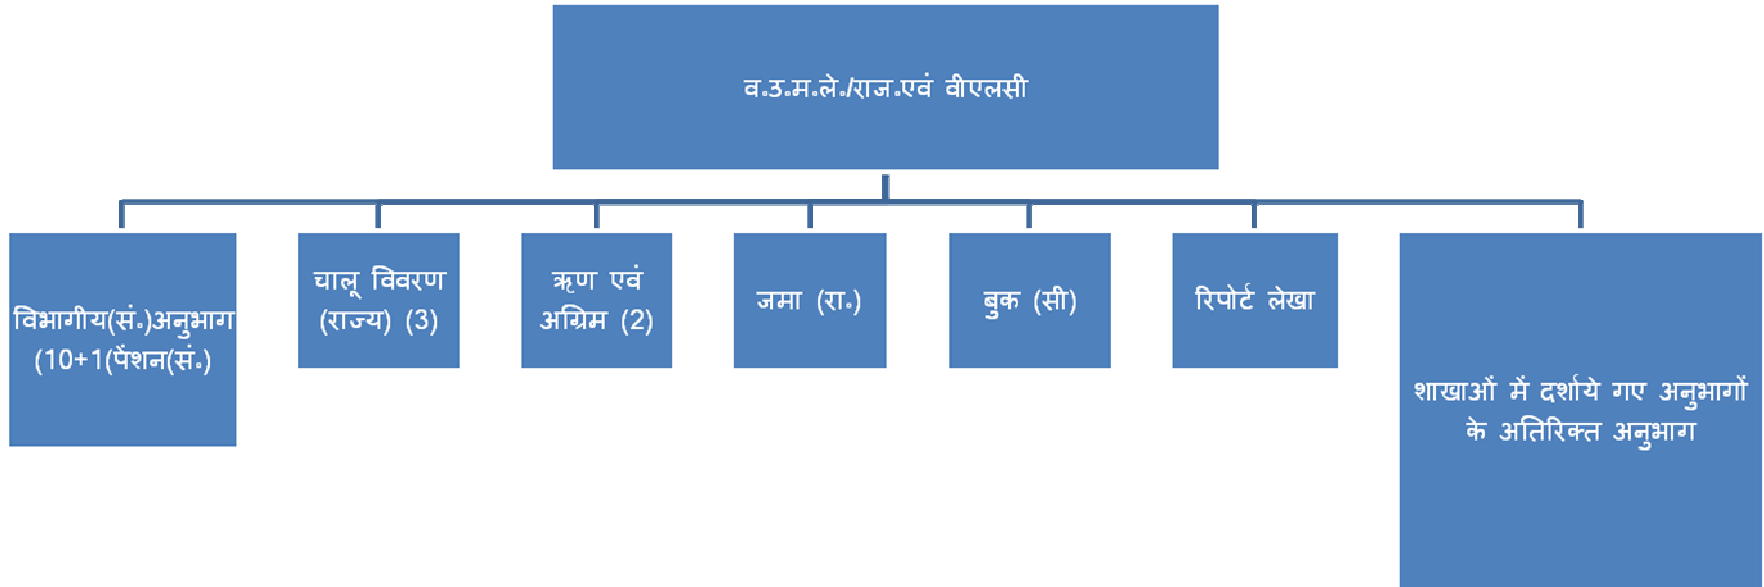 व.उ.म.ले./राज.एवं वीएलसी
विभागीय(सं.)अनुभाग
(10+1(पेंशन(सं.)
चालू विवरण
(राज्य) (3)
ऋण एवं
अग्रिम (2)
जमा (रा.)
बुक (सी)
रिपोर्ट लेखा
शाखाओं में दर्शाये गए अनुभागों
के अतिरिक्त अनुभाग